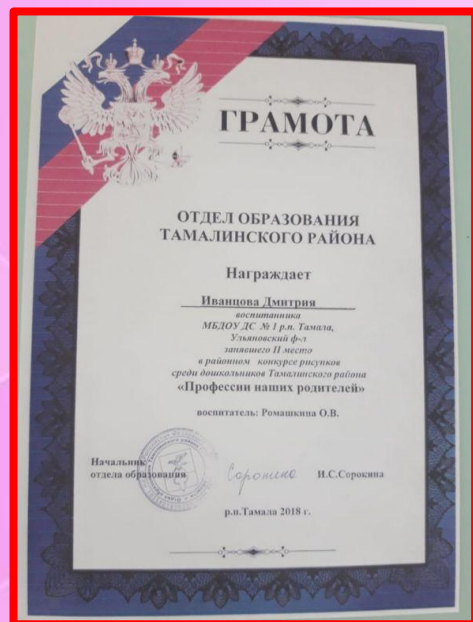 ГРАМОТА
ОТДЕЛ ОБРАЗОВАНИЯ
ТАМАЛИНСКОГО РАЙОНА
Награждает
Иванцова Дмитрия
воспитанника
МБДОУ ДС № 1 р.п. Тамала,
Ульяновский ф-л
занявшего II место
в районном конкурсе рисунков
среди дошкольников Тамалинского района
«Профессии наших родителей»
воспитатель: Ромашкина О.В.
Начальник
отдела образования Сорокина И.С.Сорокина
р.п.Тамала 2018 г.